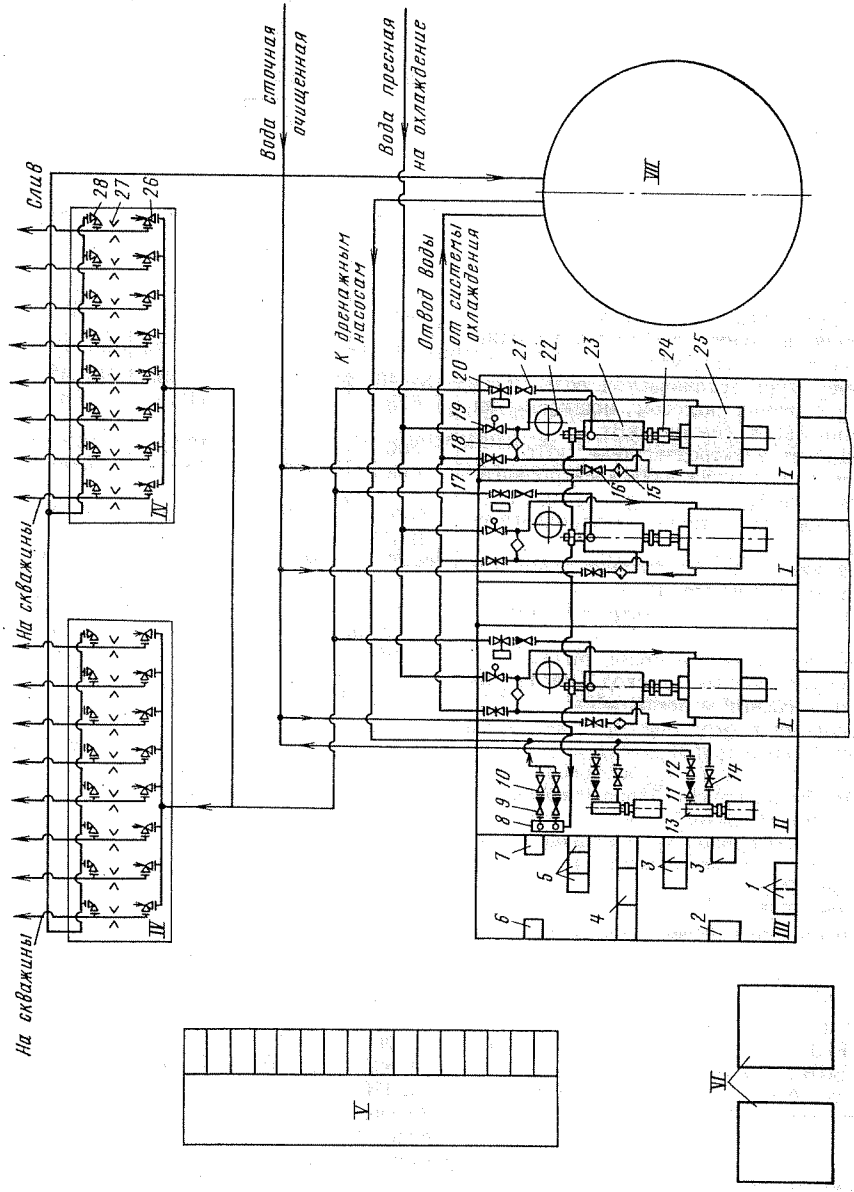 Слив
Вода сточная
очищенная
Вода пресная
на охлаждение
К дренажным
насосам
Отвод воды
от системы
охлаждения
На скважины
На скважины
28
27
26
IV
IV
VII
20
21
22
23
24
25
19
18
17
16
15
I
I
I
10
9
8
12
11
13
14
II
7
5
3
3
1
6
4
2
III
V
VI